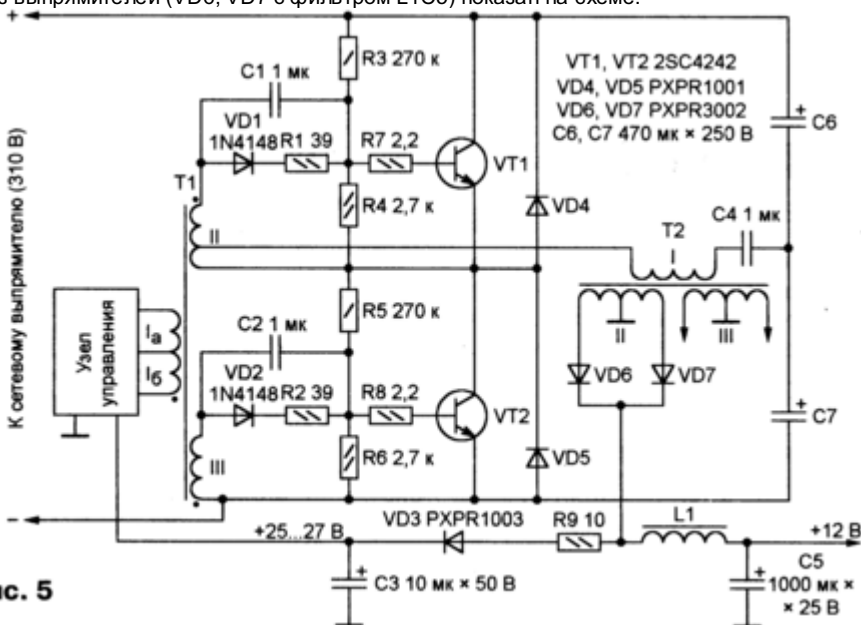 выпрямителей (VD6, VD7 с фильтром L1C5) показан на схеме.
+
R3 270 к
C1 1 мк
VT1, VT2 2SC4242
VD4, VD5 PXPR1001
VD6, VD7 PXPR3002
C6, C7 470 мк × 250 В
+
C6
VD1
1N4148
R1 39
R7 2,2
VT1
T1
R4 2,7 к
VD4
C4 1 мк
T2
I
II
К сетевому выпрямителю (310 В)
Узел
управления
Iа
Iб
R5 270 к
C2 1 мк
II
III
VD2
1N4148
R2 39
R8 2,2
VT2
VD6
VD7
+
C7
R6 2,7 к
VD5
III
–
+25...27 В
VD3 PXPR1003
R9 10
L1
+12 В
+
C3 10 мк × 50 В
+
C5
1000 мк ×
× 25 В
с. 5